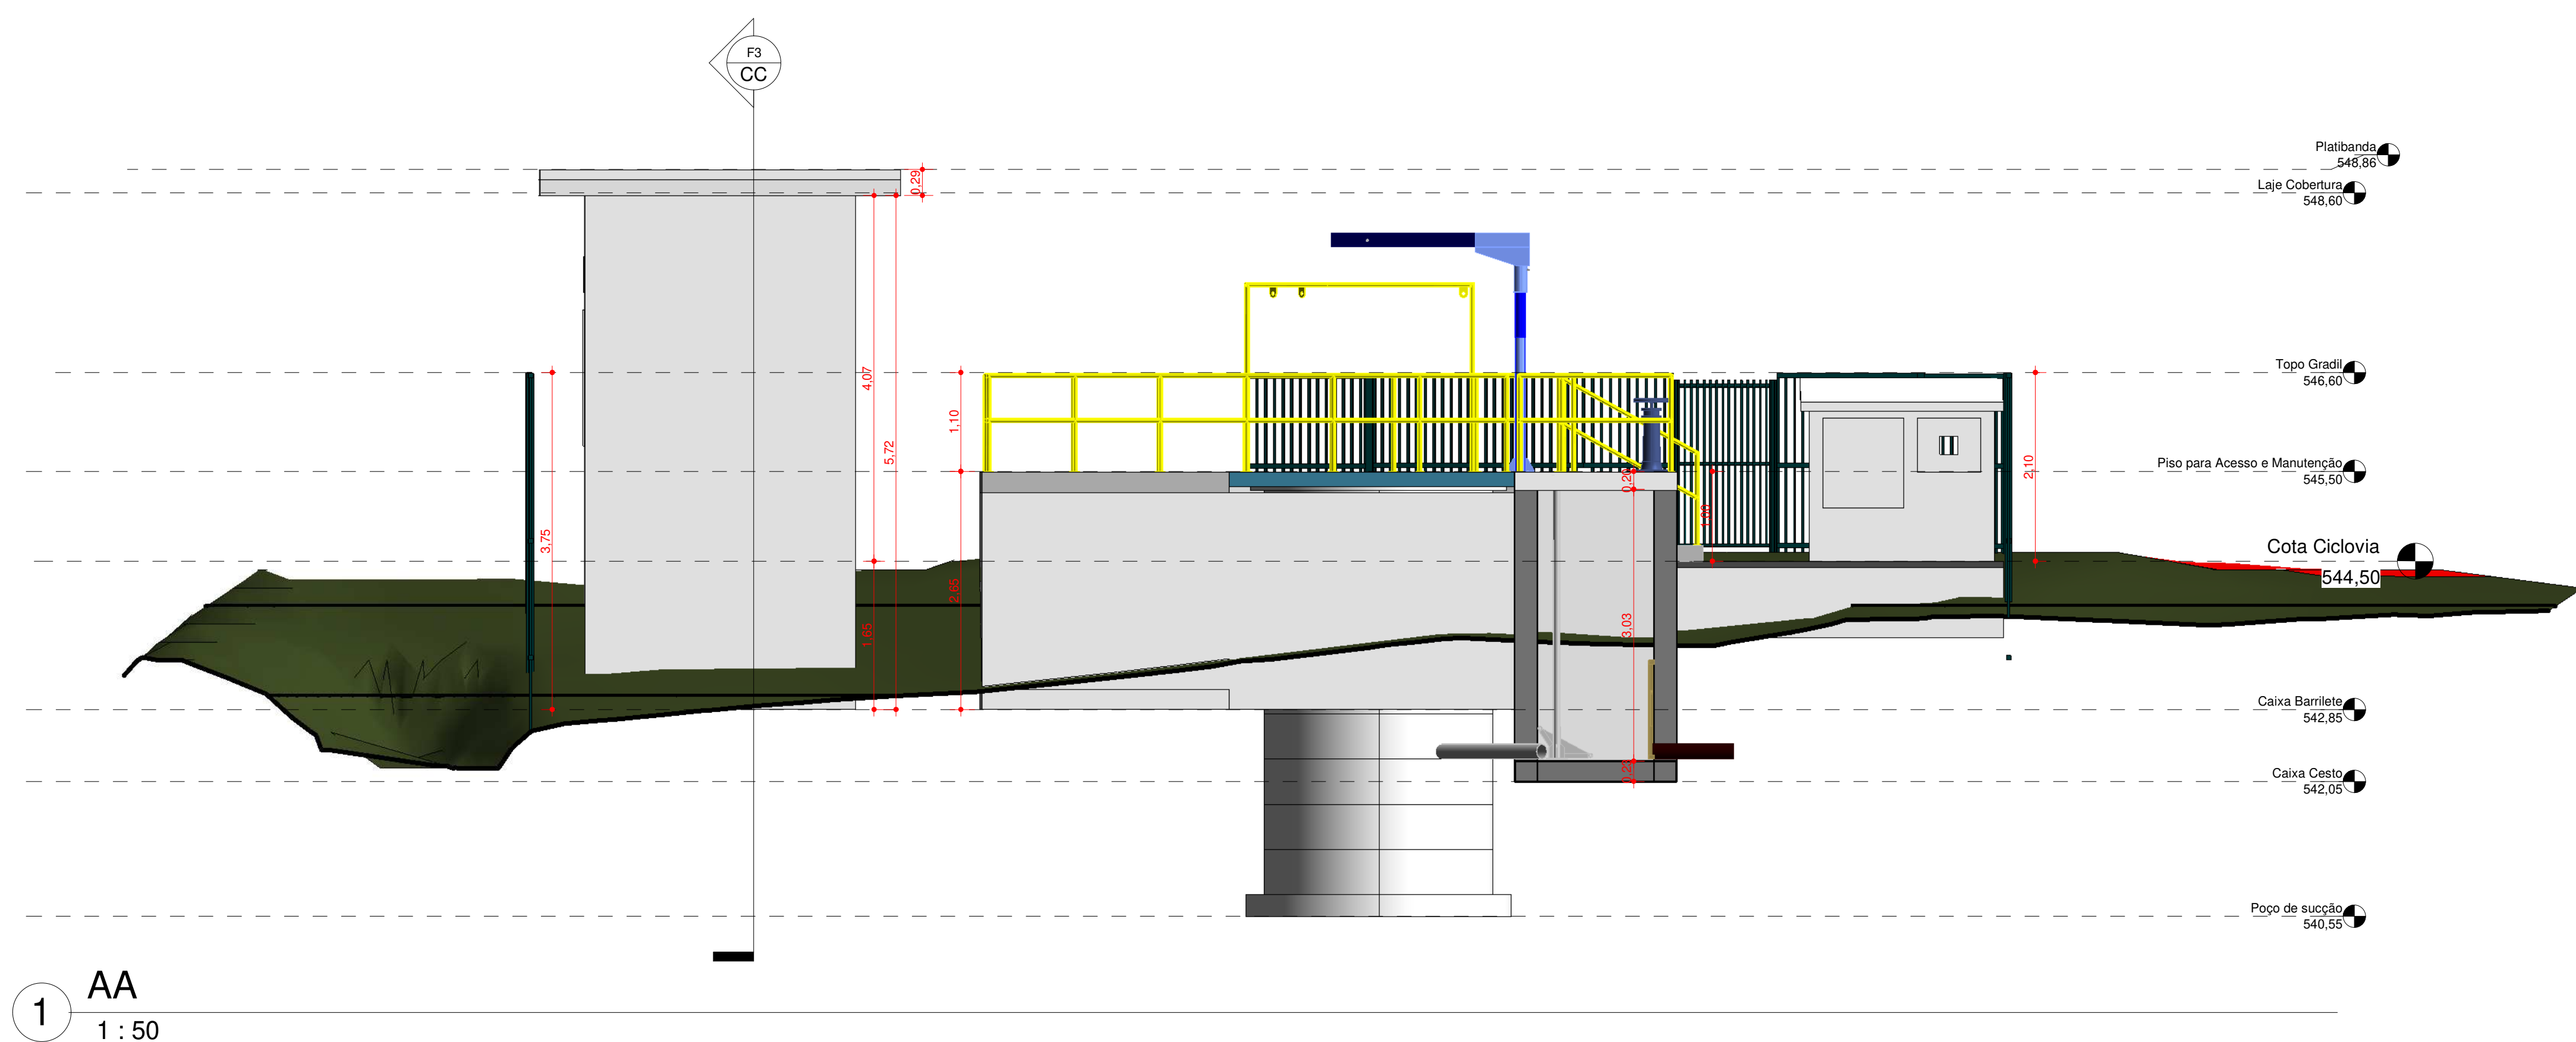 F3
CC
Platibanda
548,86
Laje Cobertura
548,60
0,29
Topo Gradil
546,60
4,07
1,10
5,72
Piso para Acesso e Manutenção
545,50
2,10
0,20
3,75
Cota Ciclovia
544,50
2,65
1,65
3,03
Caixa Barrilete
542,85
Caixa Cesto
542,05
Poço de sucção
540,55
1
AA
1 : 50